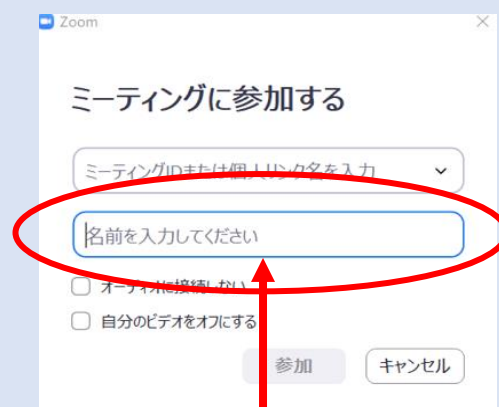 Zoom
ミーティングに参加する
ミーティングIDまたは個人リンク名を入力
名前を入力してください
オーディオに接続しない
自分のビデオをオフにする
参加 キャンセル